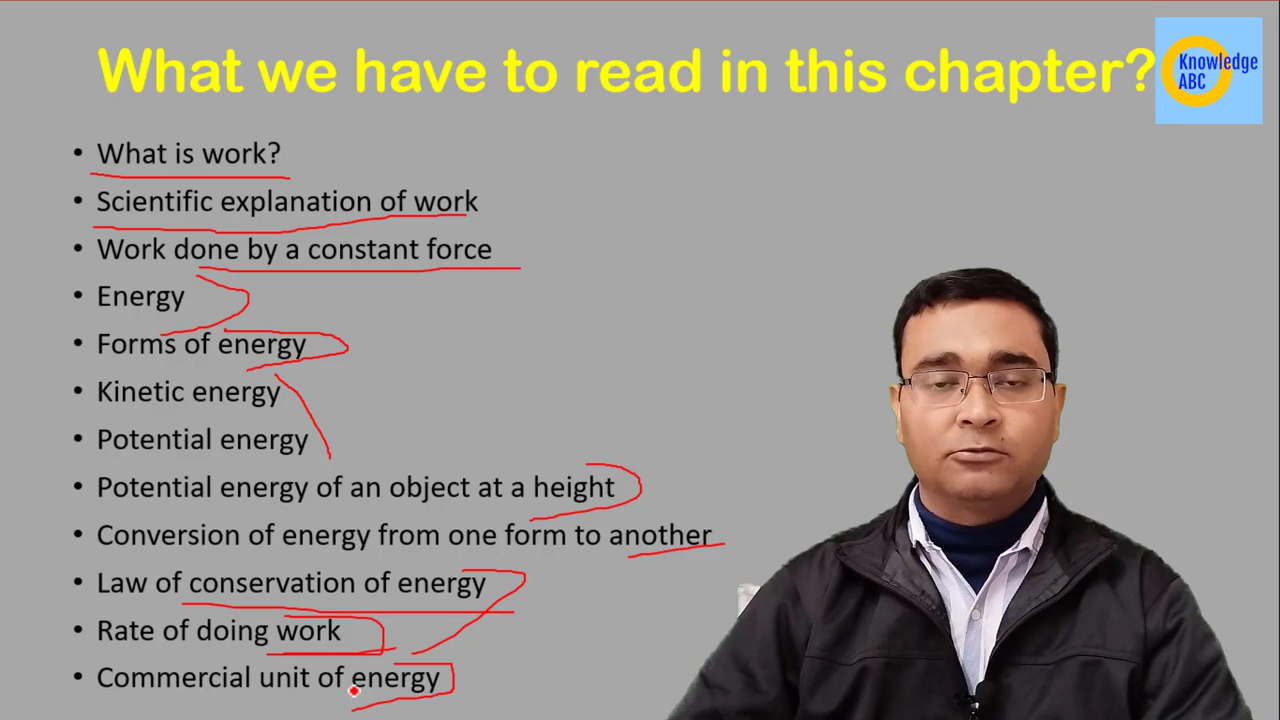 What we have to read in this chapter?
Knowledge
ABC
• What is work?
• Scientific explanation of work
• Work done by a constant force
• Energy
• Forms of energy
• Kinetic energy
• Potential energy
• Potential energy of an object at a height
• Conversion of energy from one form to another
• Law of conservation of energy
• Rate of doing work
• Commercial unit of energy